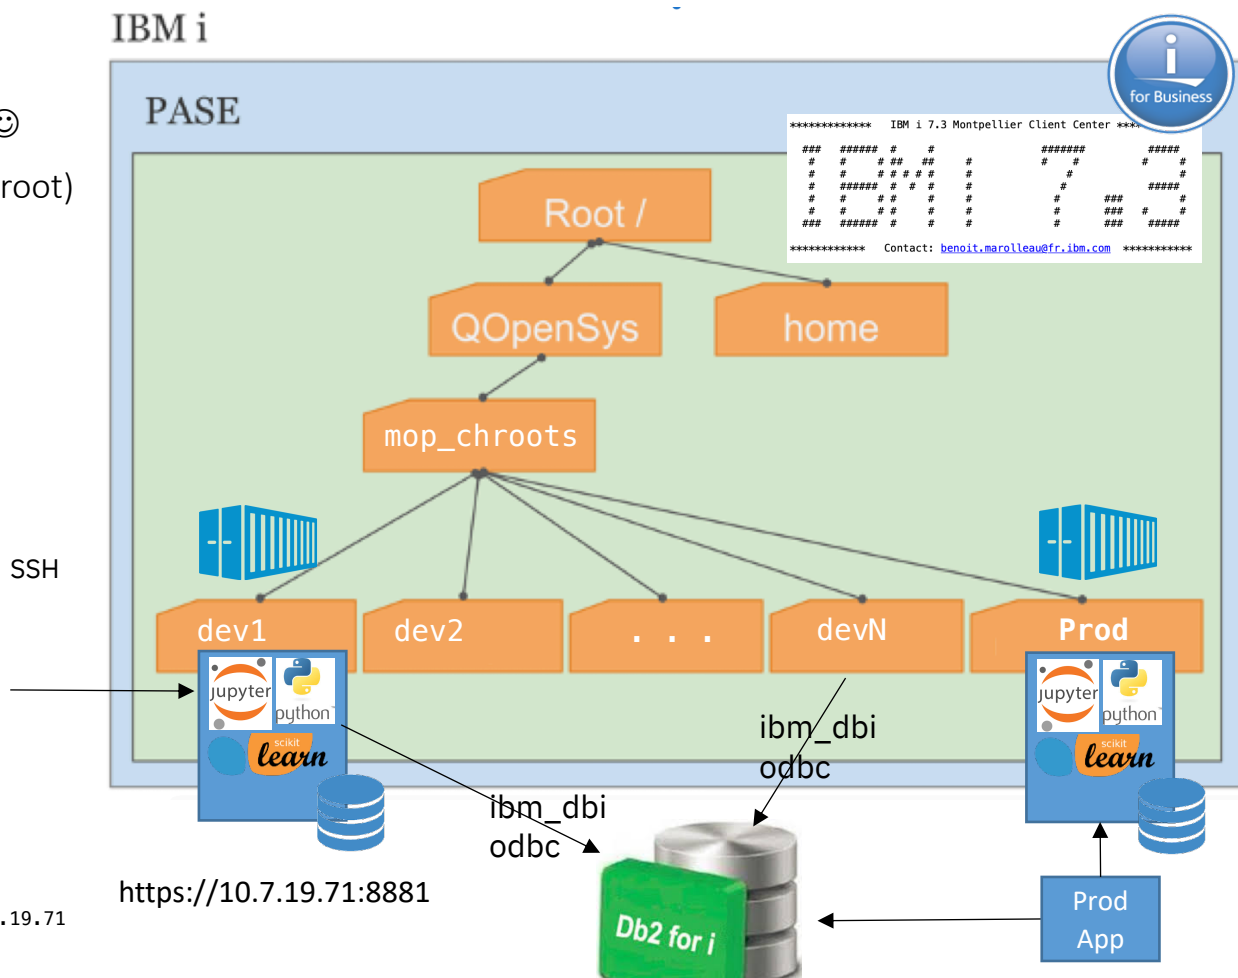 IBM i
for Business
PASE
root)
************* IBM i 7.3 Montpellier Client Center ****
************* Contact: benoit.marolleau@fr.ibm.com ***********
Root /
QOpenSys
home
mop_chroots
SSH
dev1
dev2
. . .
devN
Prod
jupyter
python
scikit
learn
jupyter
python
scikit
learn
ibm_dbi
odbc
ibm_dbi
odbc
https://10.7.19.71:8881
.19.71
Db2 for i
Prod
App